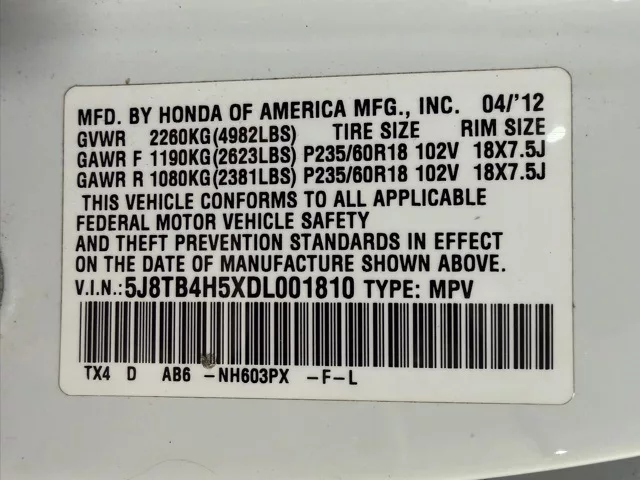 MFD. BY HONDA OF AMERICA MFG., INC. 04/'12
GVWR 2260KG(4982LBS) TIRE SIZE RIM SIZE
GAWR F 1190KG(2623LBS) P235/60R18 102V 18X7.5J
GAWR R 1080KG(2381LBS) P235/60R18 102V 18X7.5J
THIS VEHICLE CONFORMS TO ALL APPLICABLE
FEDERAL MOTOR VEHICLE SAFETY
AND THEFT PREVENTION STANDARDS IN EFFECT
ON THE DATE OF MANUFACTURE SHOWN ABOVE.
V.I.N.:5J8TB4H5XDL001810 TYPE: MPV
TX4 D AB6 -NH603PX -F-L